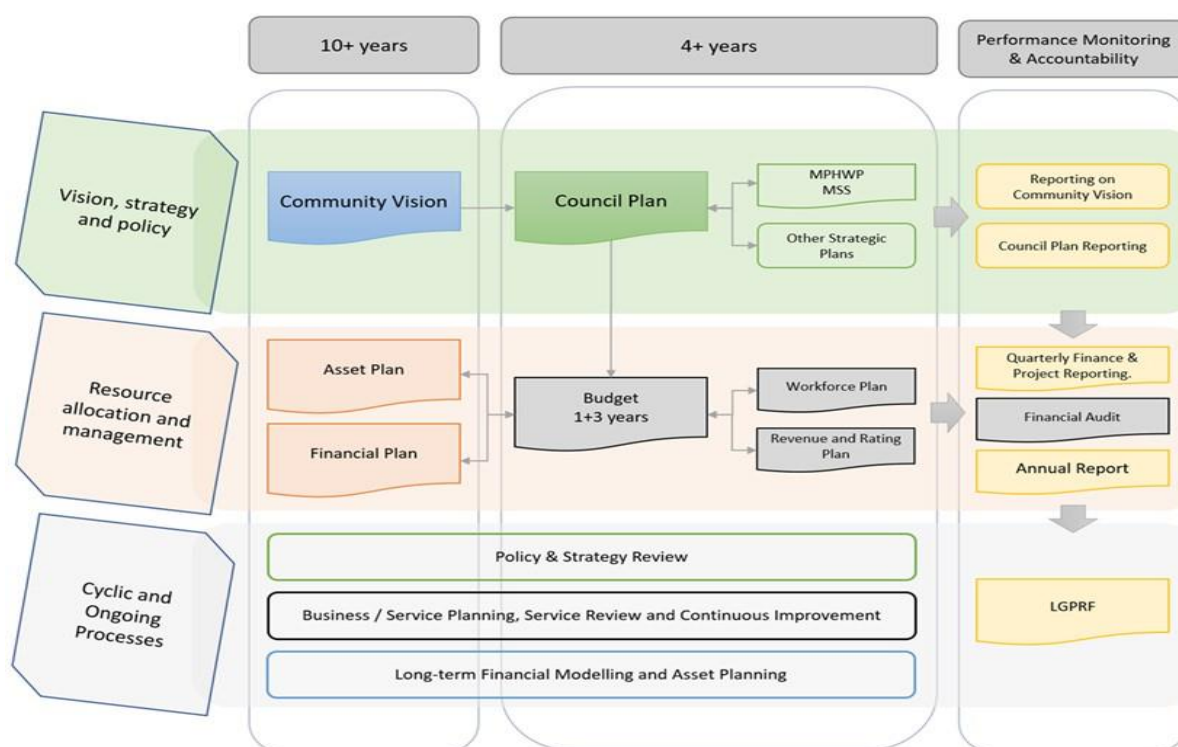 10+ years
4+ years
Performance Monitoring
& Accountability
Vision, strategy
and policy
Community Vision
Council Plan
MPHWP
MSS
Other Strategic
Plans
Reporting on
Community Vision
Council Plan Reporting
Resource
allocation and
management
Asset Plan
Financial Plan
Budget
1+3 years
Workforce Plan
Revenue and Rating
Plan
Quarterly Finance &
Project Reporting.
Financial Audit
Annual Report
Cyclic and
Ongoing
Processes
Policy & Strategy Review
Business / Service Planning, Service Review and Continuous Improvement
Long-term Financial Modelling and Asset Planning
LGPRF